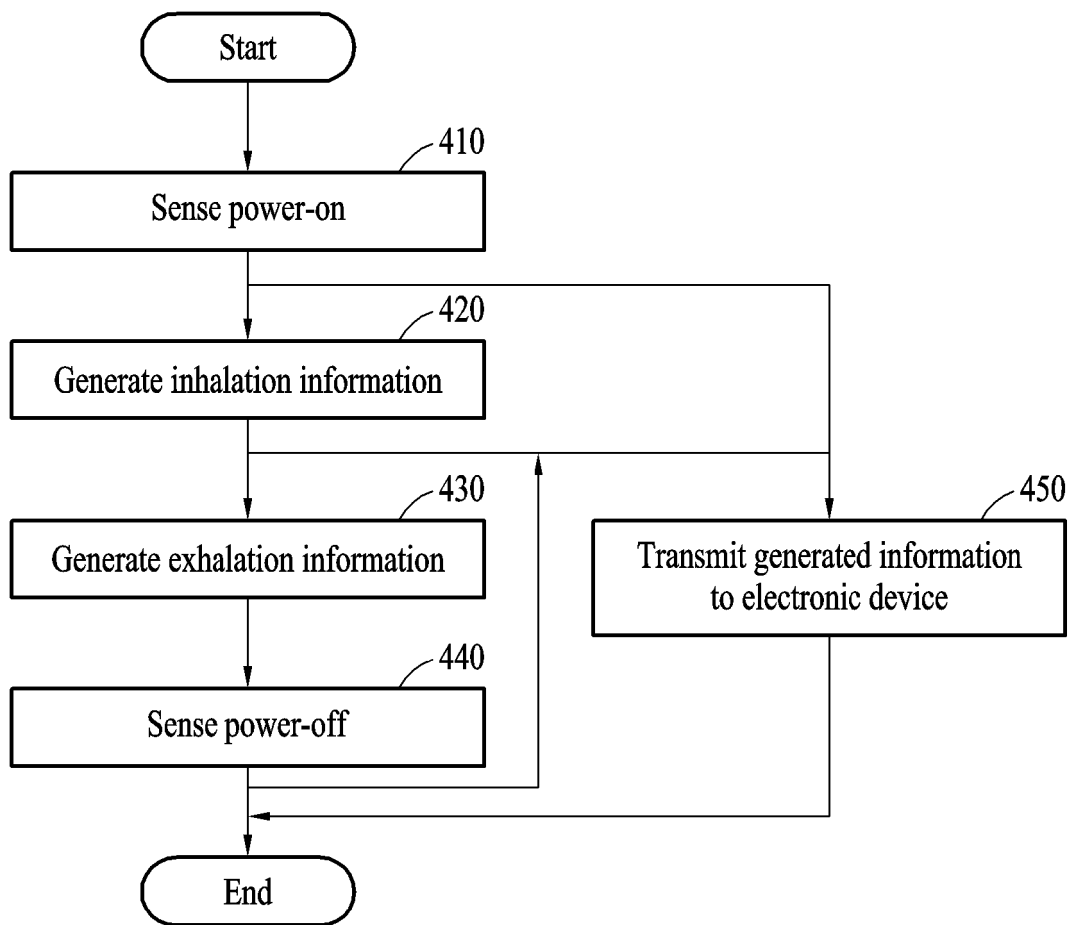 Start
410
Sense power-on
420
Generate inhalation information
430
Generate exhalation information
450
Transmit generated information
to electronic device
440
Sense power-off
End